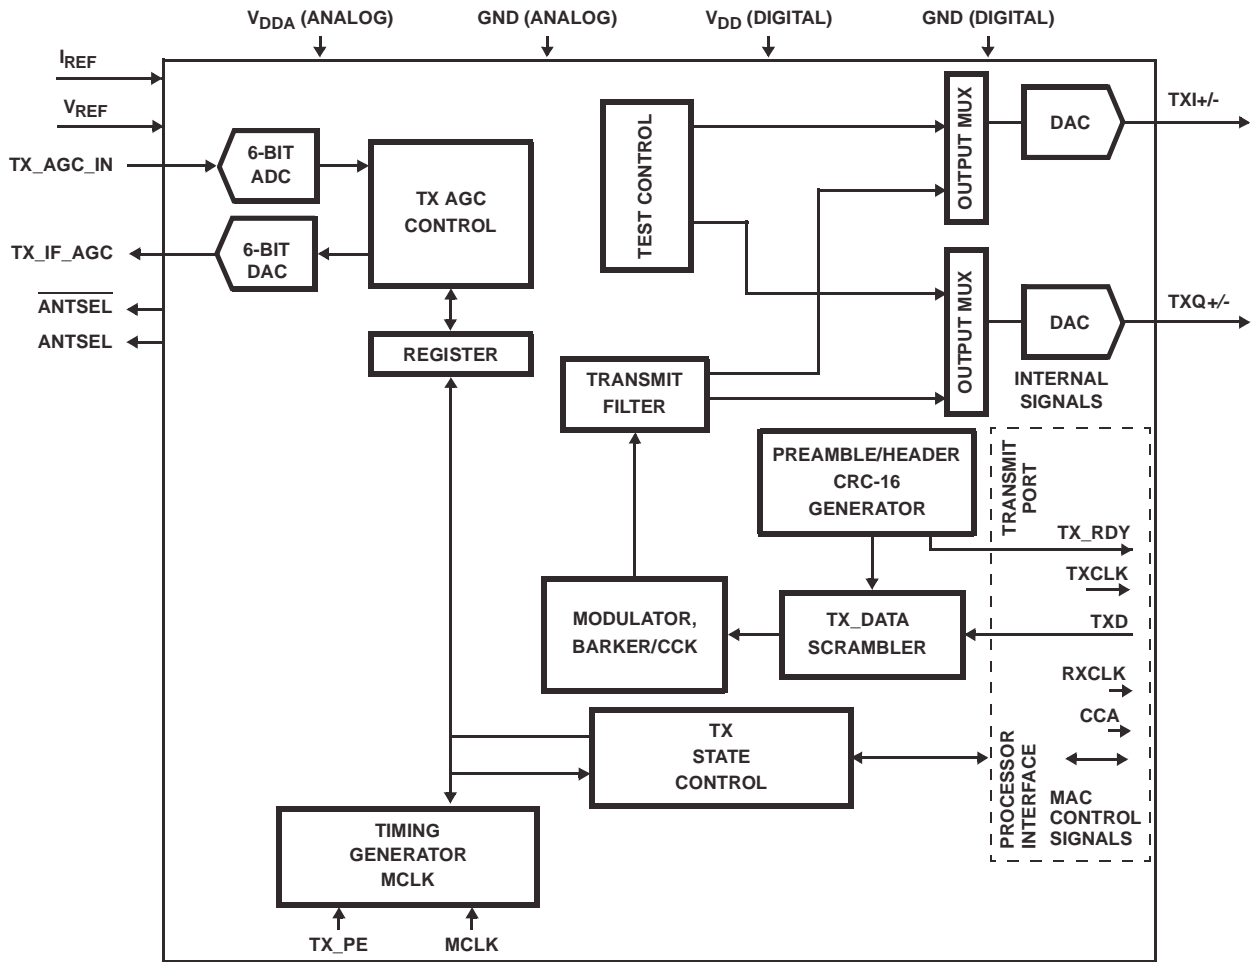 VDDA (ANALOG)
GND (ANALOG)
VDD (DIGITAL)
GND (DIGITAL)
IREF
VREF
TX_AGC_IN
6-BIT
ADC
TX AGC
CONTROL
TX_IF_AGC
6-BIT
DAC
ANTSEL
ANTSEL
REGISTER
TEST CONTROL
OUTPUT MUX
DAC
TXI+/-
OUTPUT MUX
DAC
TXQ+/-
INTERNAL
SIGNALS
TRANSMIT
FILTER
PREAMBLE/HEADER
CRC-16
GENERATOR
TRANSMIT
PORT
TX_RDY
TXCLK
TXD
MODULATOR,
BARKER/CCK
TX_DATA
SCRAMBLER
RXCLK
CCA
TX
STATE
CONTROL
PROCESSOR
INTERFACE
MAC
CONTROL
SIGNALS
TIMING
GENERATOR
MCLK
TX_PE
MCLK